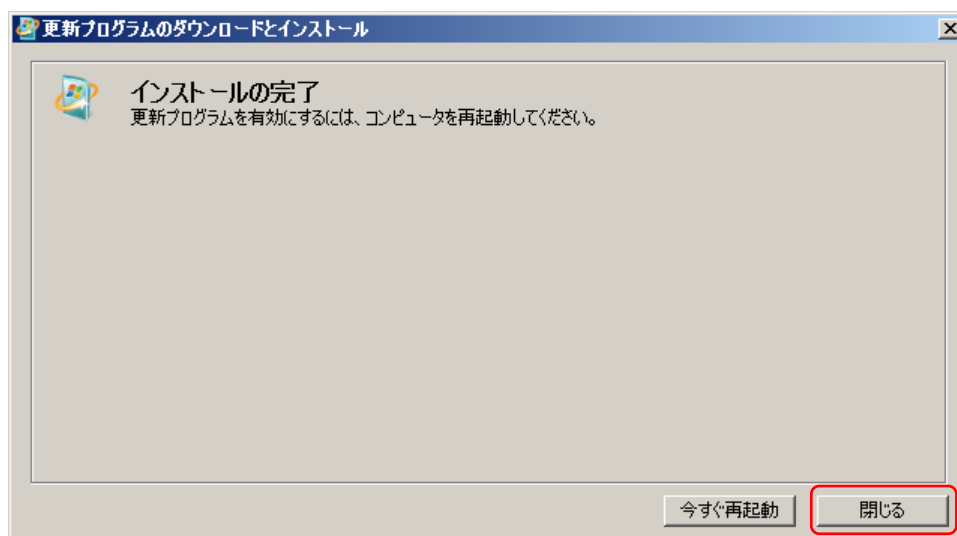 更新プログラムのダウンロードとインストール
インストールの完了
更新プログラムを有効にするには、コンピュータを再起動してください。
今すぐ再起動
閉じる